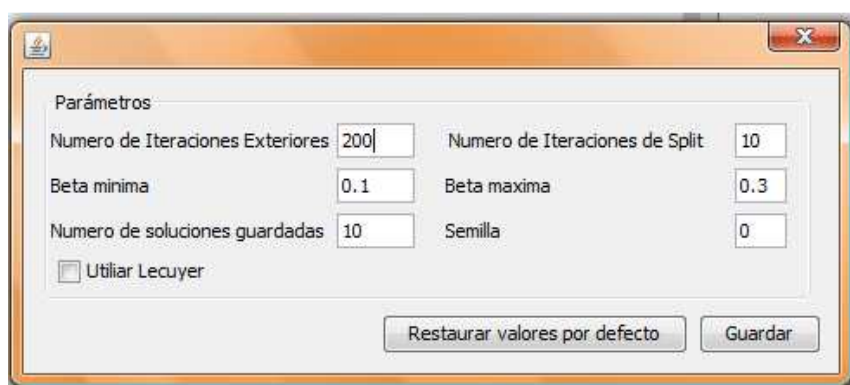 Parámetros
Numero de Iteraciones Exteriores 200 Numero de Iteraciones de Split 10
Beta minima 0.1 Beta maxima 0.3
Numero de soluciones guardadas 10 Semilla 0
Utiliar Lecuyer
Restaurar valores por defecto Guardar